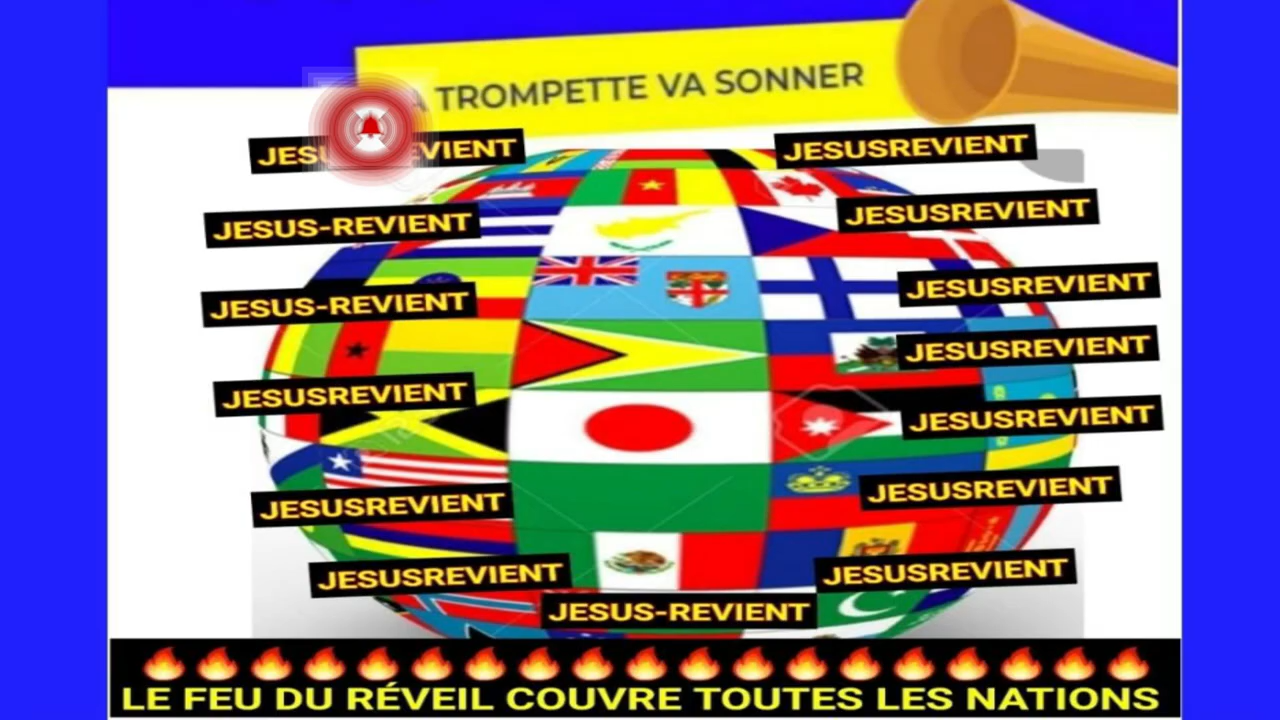 A TROMPETTE VA SONNER
JESUSREVIENT
JESUS-REVIENT
JESUSREVIENT
JESUS-REVIENT
JESUSREVIENT
JESUSREVIENT
JESUSREVIENT
JESUSREVIENT
JESUSREVIENT
JESUSREVIENT
JESUSREVIENT
JESUSREVIENT
JESUSREVIENT
JESUS-REVIENT
LE FEU DU RÉVEIL COUVRE TOUTES LES NATIONS